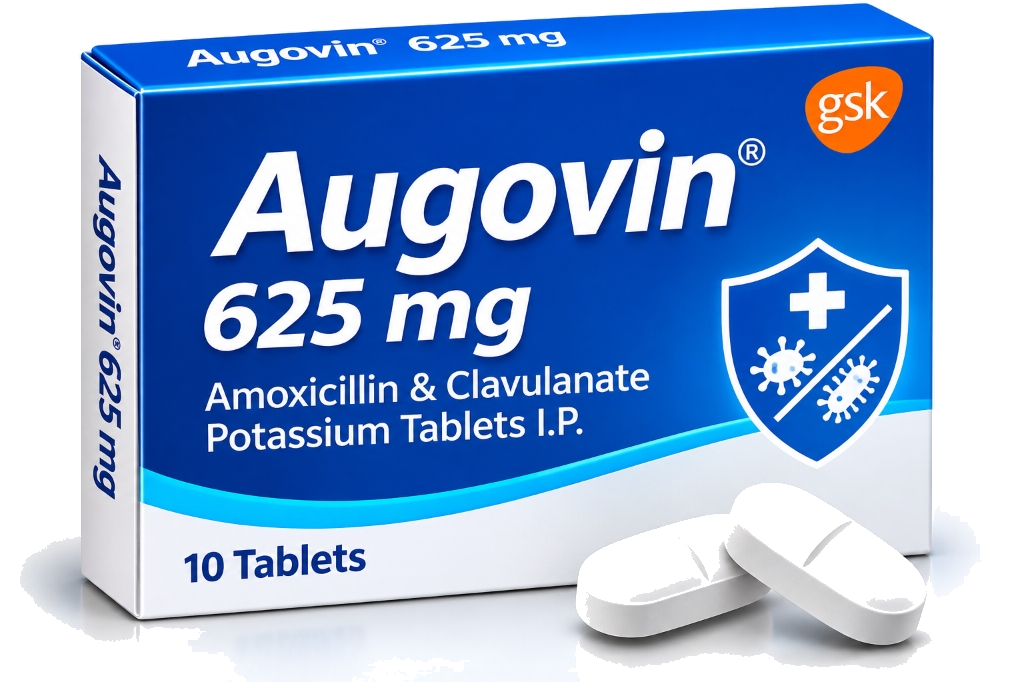 Augovin® 625 mg
gsk
Augovin®
625 mg
Amoxicillin & Clavulanate
Potassium Tablets I.P.
10 Tablets
Augovin® 625 mg